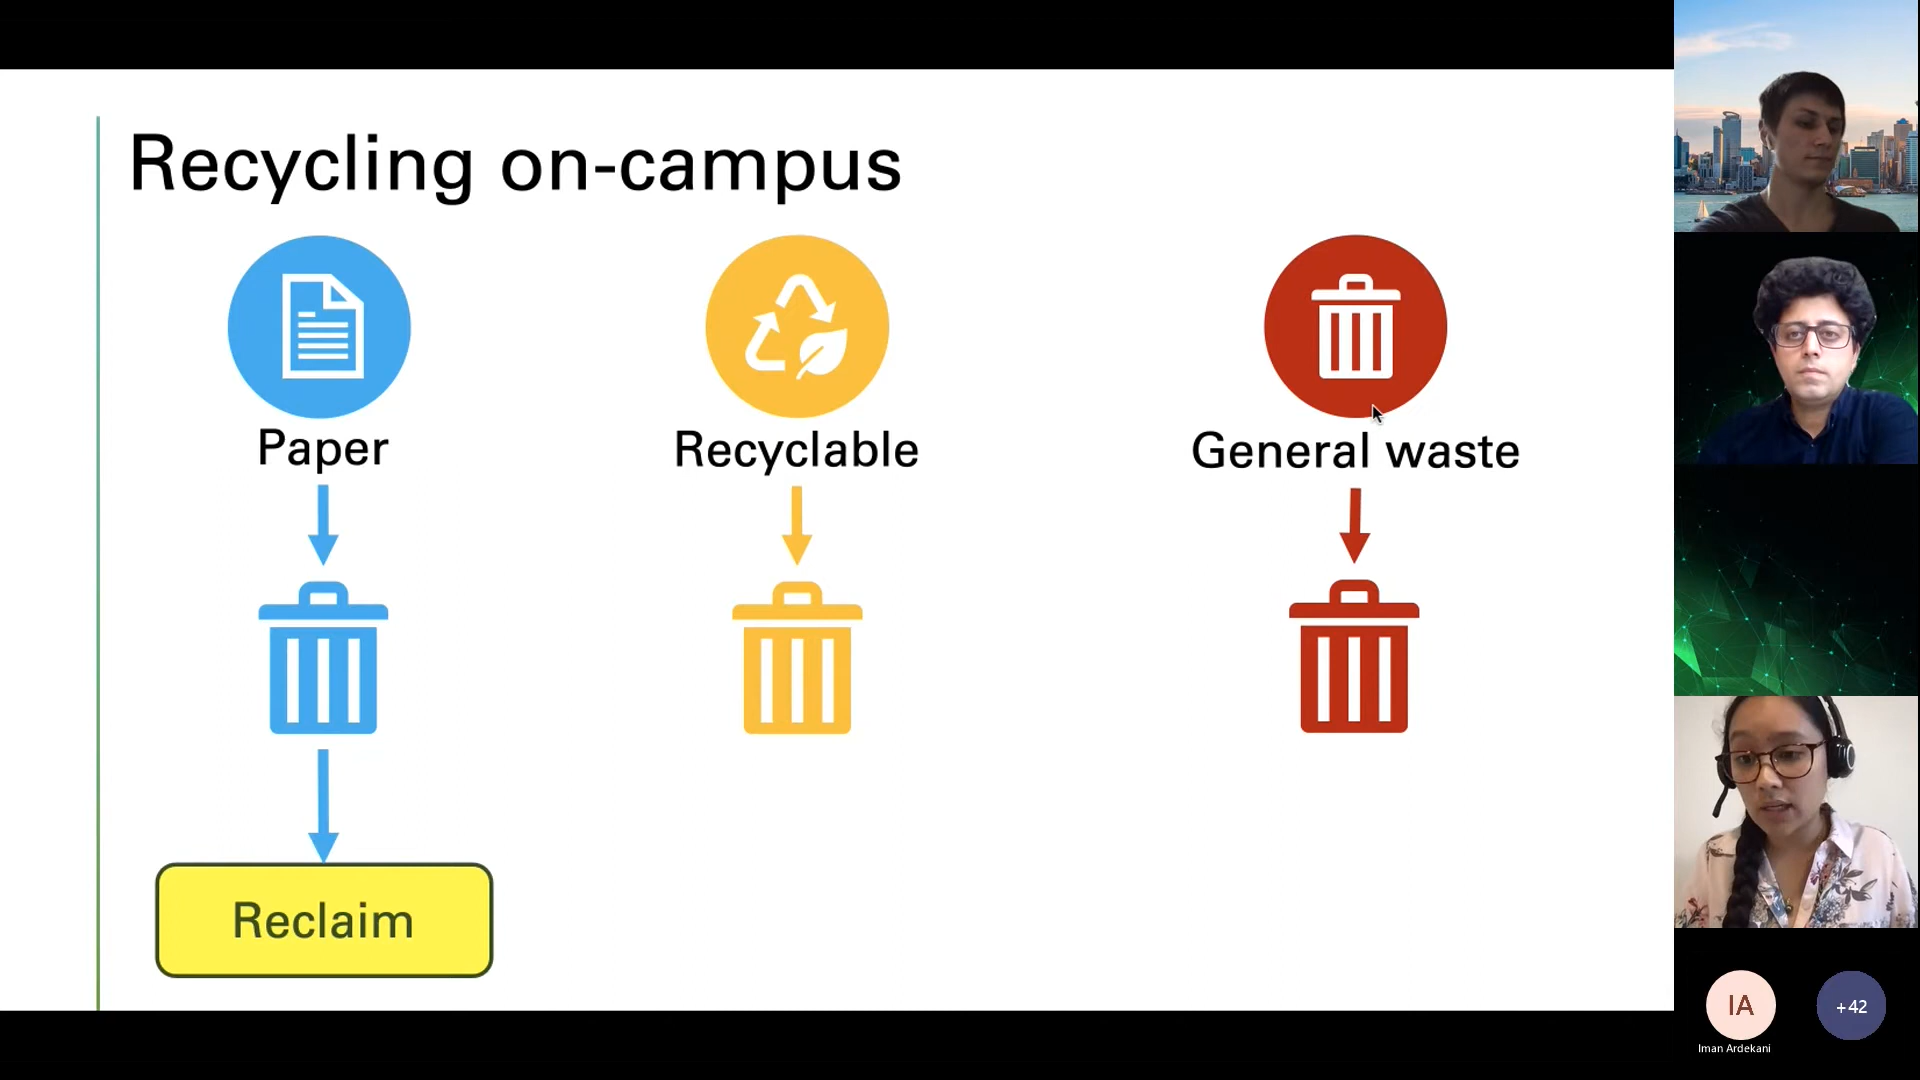 Recycling on-campus
Paper
Recyclable
General waste
Reclaim
IA
+42
Iman Ardekani